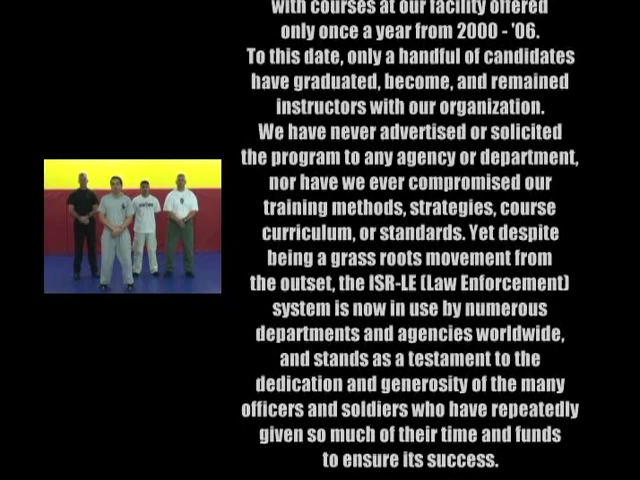 with courses at our facility offered
only once a year from 2000 - '06.
To this date, only a handful of candidates
have graduated, become, and remained
instructors with our organization.
We have never advertised or solicited
the program to any agency or department,
nor have we ever compromised our
training methods, strategies, course
curriculum, or standards. Yet despite
being a grass roots movement from
the outset, the ISR-LE (Law Enforcement)
system is now in use by numerous
departments and agencies worldwide,
and stands as a testament to the
dedication and generosity of the many
officers and soldiers who have repeatedly
given so much of their time and funds
to ensure its success.